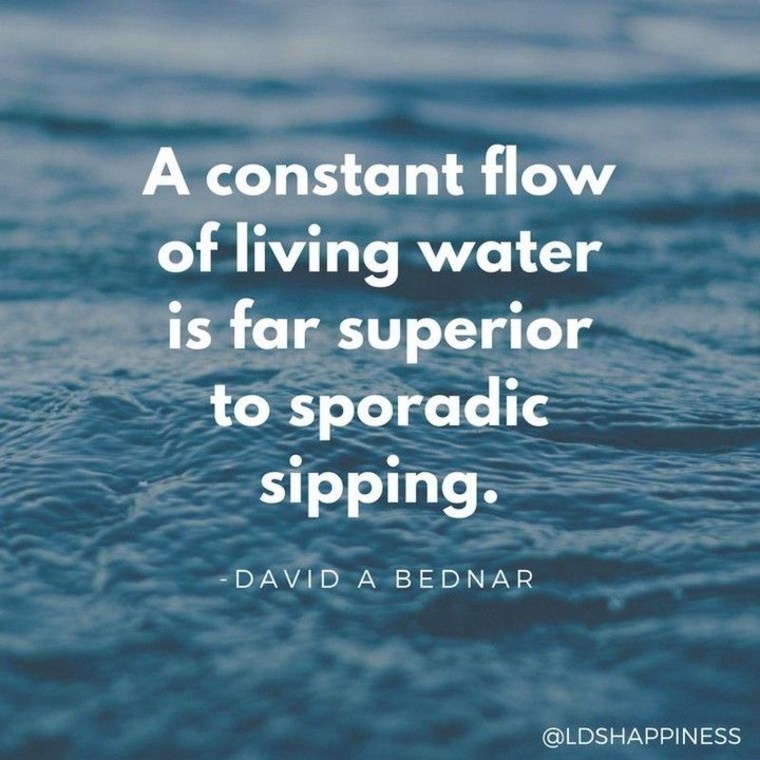 A constant flow
of living water
is far superior
to sporadic
sipping.
-DAVID A BEDNAR
@LDSHAPPINESS